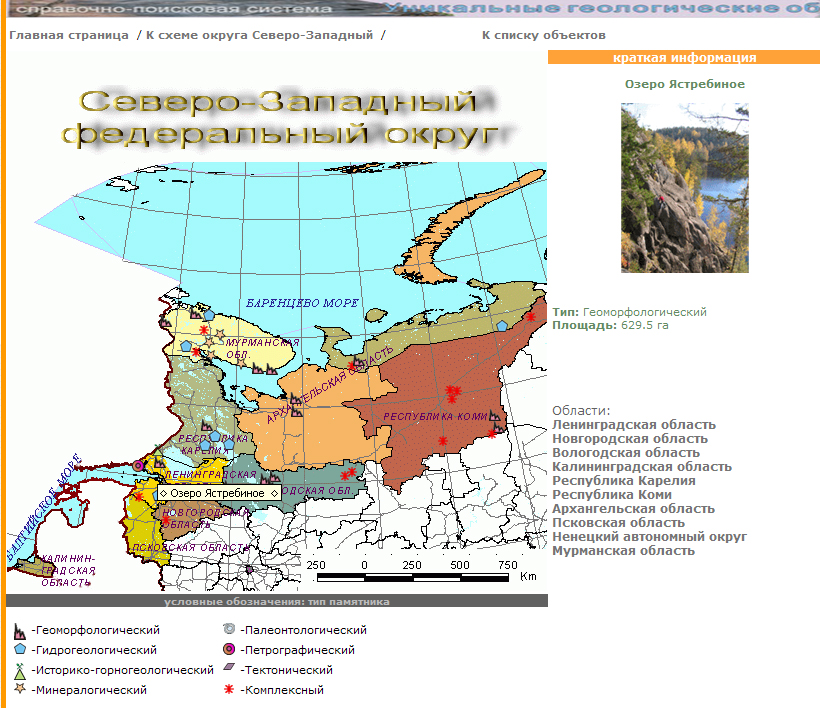 справочно-поисковая система
Уникальные геологические об
Главная страница / К схеме округа Северо-Западный /
К списку объектов
краткая информация
Озеро Ястребиное
Северо-Западный
федеральный округ
БАРЕНЦЕВО МОРЕ
МУРМАНСКАЯ
ОБЛ.
Тип: Геоморфологический
Площадь: 629.5 га
АРХАНГЕЛЬСКАЯ ОБЛАСТЬ
РЕСПУБЛИКА КОМИ
РЕСПУБЛИКА
КАРЕЛИЯ
Области:
Ленинградская область
Новгородская область
Вологодская область
Калининградская область
Республика Карелия
Республика Коми
Архангельская область
Псковская область
Ненецкий автономный округ
Мурманская область
БАЛТИЙСКОЕ МОРЕ
ЛЕНИНГРАДСКАЯ
Озеро Ястребиное
ОДСКАЯ ОБЛ.
НОВГОРОДСКАЯ
ОБЛАСТЬ
ПСКОВСКАЯ ОБЛАСТЬ
КАЛИНИН-
ГРАДСКАЯ
ОБЛАСТЬ
250 0 250 500 750
Km
условные обозначения: тип памятника
-Геоморфологический
-Гидрогеологический
-Историко-горногеологический
-Минералогический
-Палеонтологический
-Петрографический
-Тектонический
-Комплексный